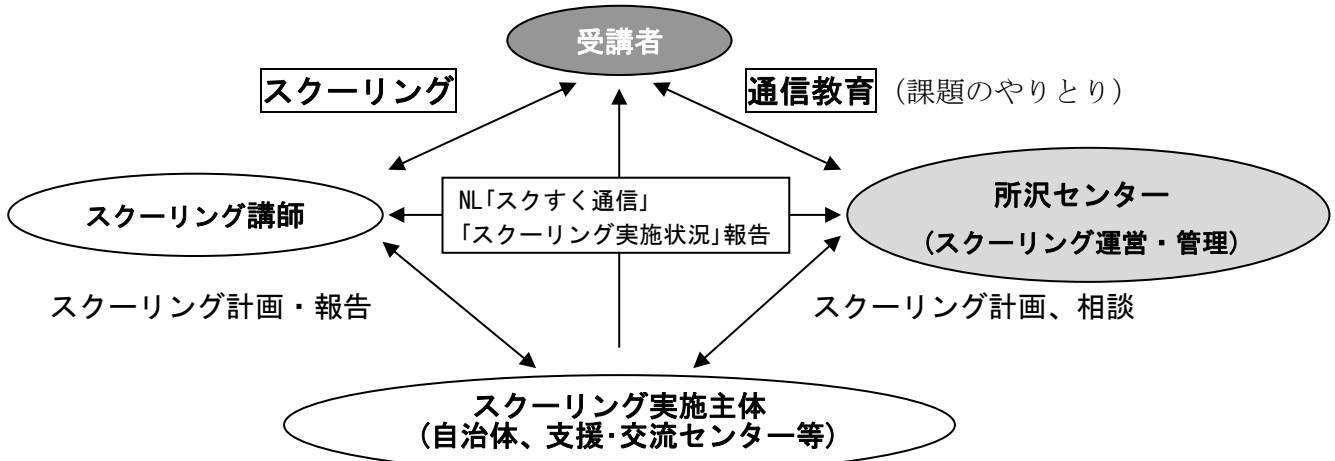 受講者
スクーリング
通信教育（課題のやりとり）
スクーリング講師
NL「スクすく通信」
「スクーリング実施状況」報告
所沢センター
（スクーリング運営・管理）
スクーリング計画・報告
スクーリング計画、相談
スクーリング実施主体
（自治体、支援・交流センター等）